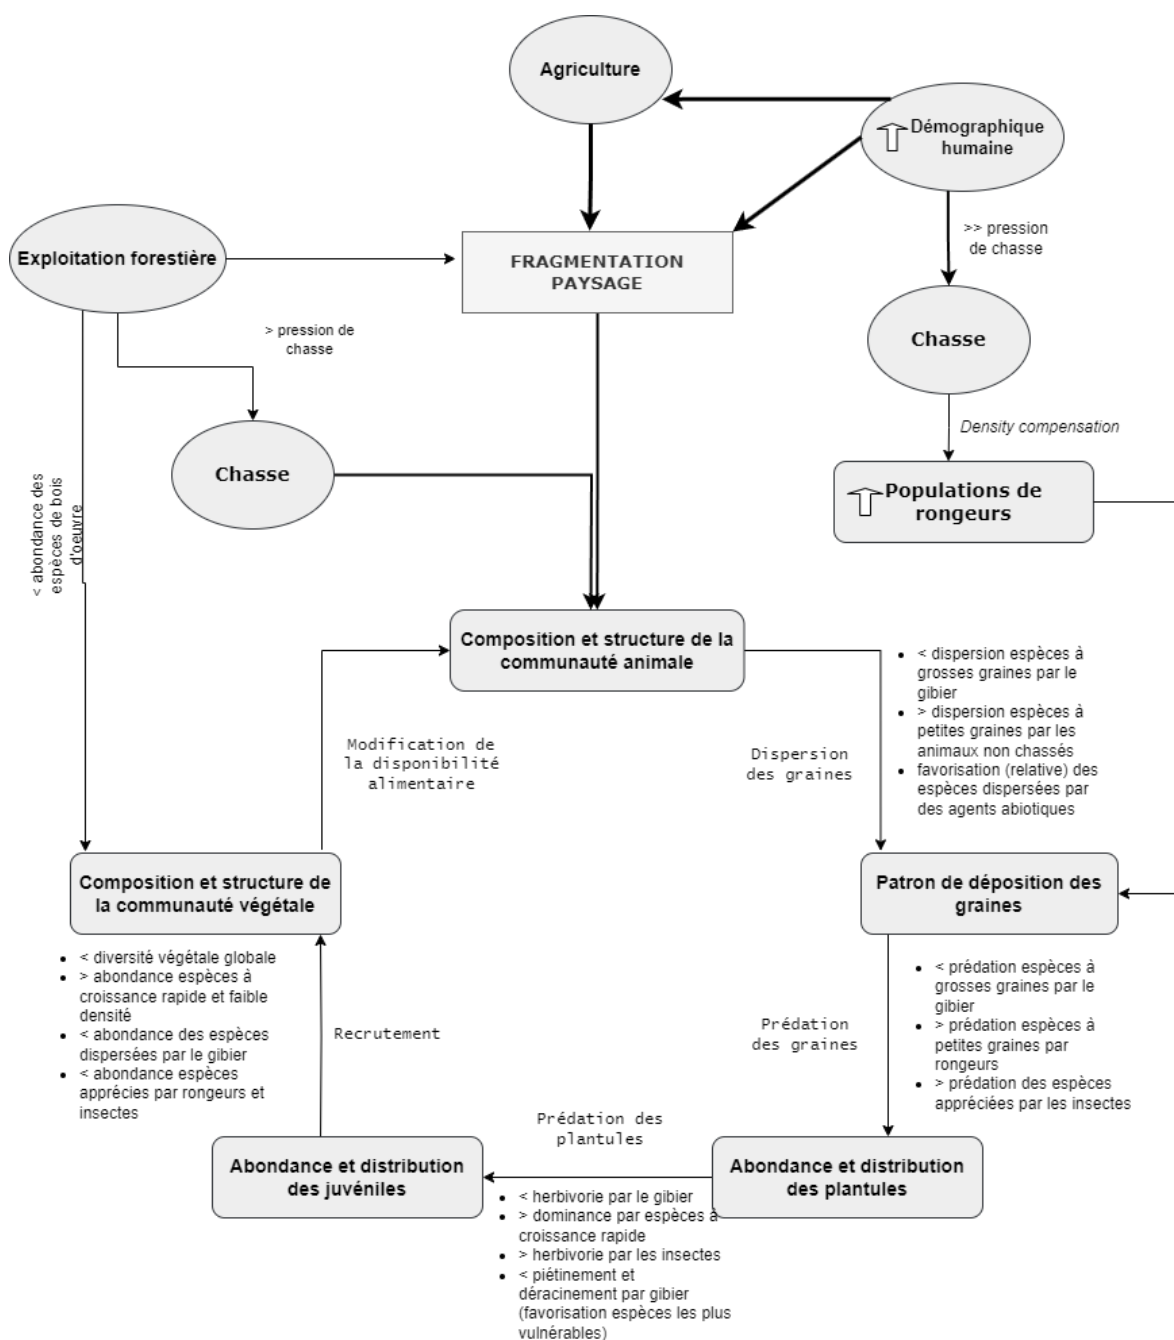 Agriculture
Démographique
humaine
>> pression
de chasse
Exploitation forestière
FRAGMENTATION
PAYSAGE
> pression de
chasse
Chasse
Density compensation
Chasse
Populations de
rongeurs
< abondance des
espèces de bois
d'oeuvre
Composition et structure de la
communauté animale
• < dispersion espèces à
grosses graines par le
gibier
• > dispersion espèces à
petites graines par les
animaux non chassés
• favorisation (relative) des
espèces dispersées par
des agents abiotiques
Modification de
la disponibilité
alimentaire
Dispersion
des graines
Composition et structure de
la communauté végétale
Patron de déposition des
graines
• < diversité végétale globale
• > abondance espèces à
croissance rapide et faible
densité
• < abondance des espèces
dispersées par le gibier
• < abondance espèces
apprécies par rongeurs et
insectes
Recrutement
Prédation
des graines
• < prédation espèces à
grosses graines par le
gibier
• > prédation espèces à
petites graines par
rongeurs
• > prédation des espèces
appréciées par les insectes
Prédation des
plantules
Abondance et distribution
des juvéniles
Abondance et distribution
des plantules
• < herbivorie par le gibier
• > dominance par espèces à
croissance rapide
• > herbivorie par les insectes
• < piétinement et
déracinement par gibier
(favorisation espèces les plus
vulnérables)